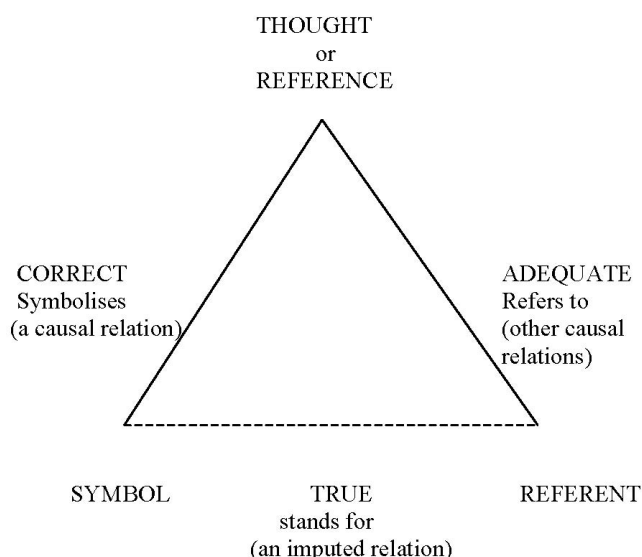 THOUGHT
or
REFERENCE
CORRECT
Symbolises
(a causal relation)
ADEQUATE
Refers to
(other causal
relations)
SYMBOL
TRUE
stands for
(an imputed relation)
REFERENT